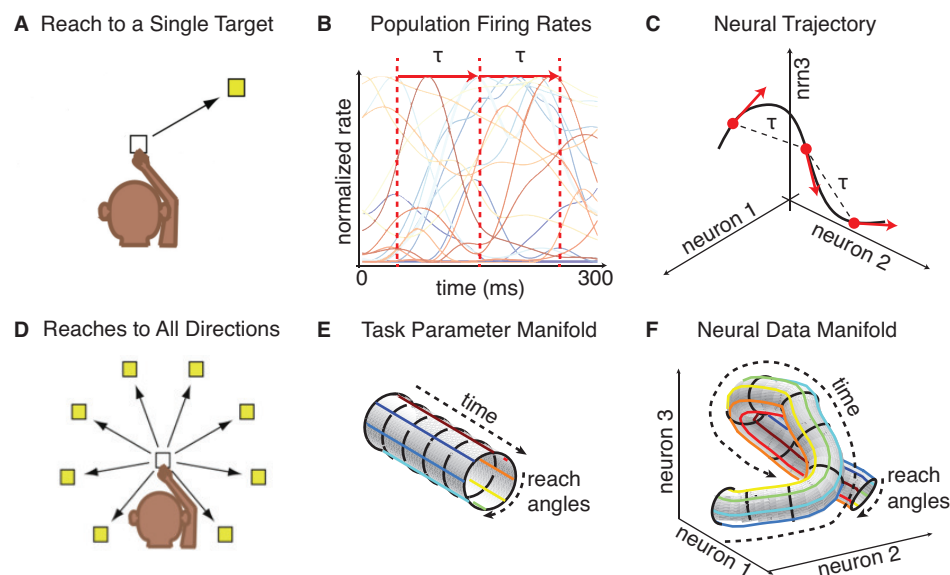 A Reach to a Single Target
B Population Firing Rates
τ τ
normalized rate
0
300
time (ms)
C Neural Trajectory
nrn3
τ
τ
neuron 1
neuron 2
D Reaches to All Directions
E Task Parameter Manifold
time
reach
angles
F Neural Data Manifold
neuron 3
time
reach
angles
neuron 1
neuron 2